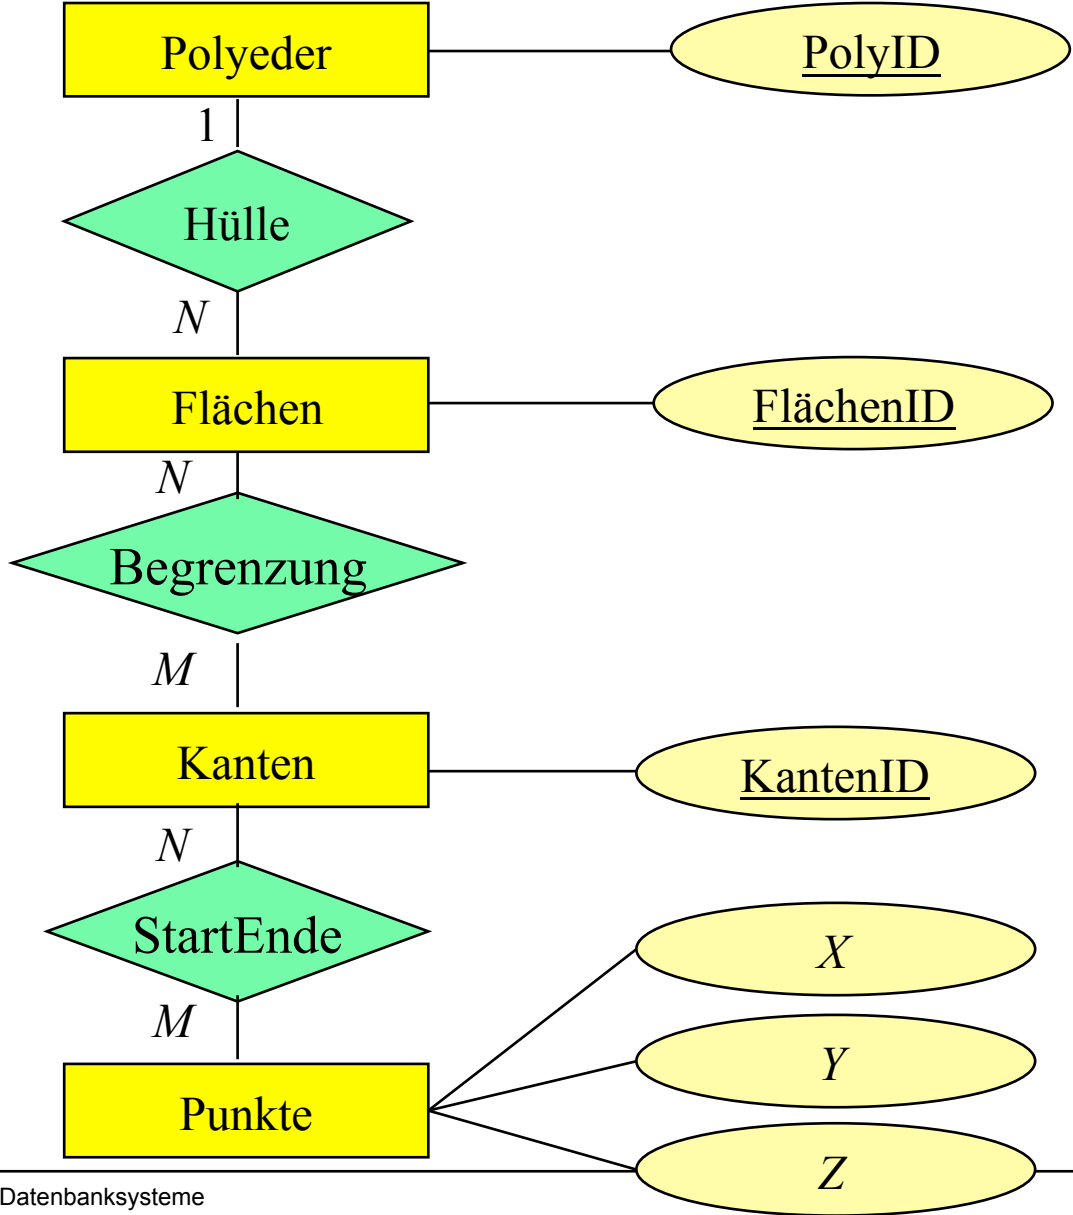 Polyeder
PolyID
1
Hülle
N
Flächen
FlächenID
N
Begrenzung
M
Kanten
KantenID
N
StartEnde
X
M
Y
Punkte
Z
Datenbanksysteme